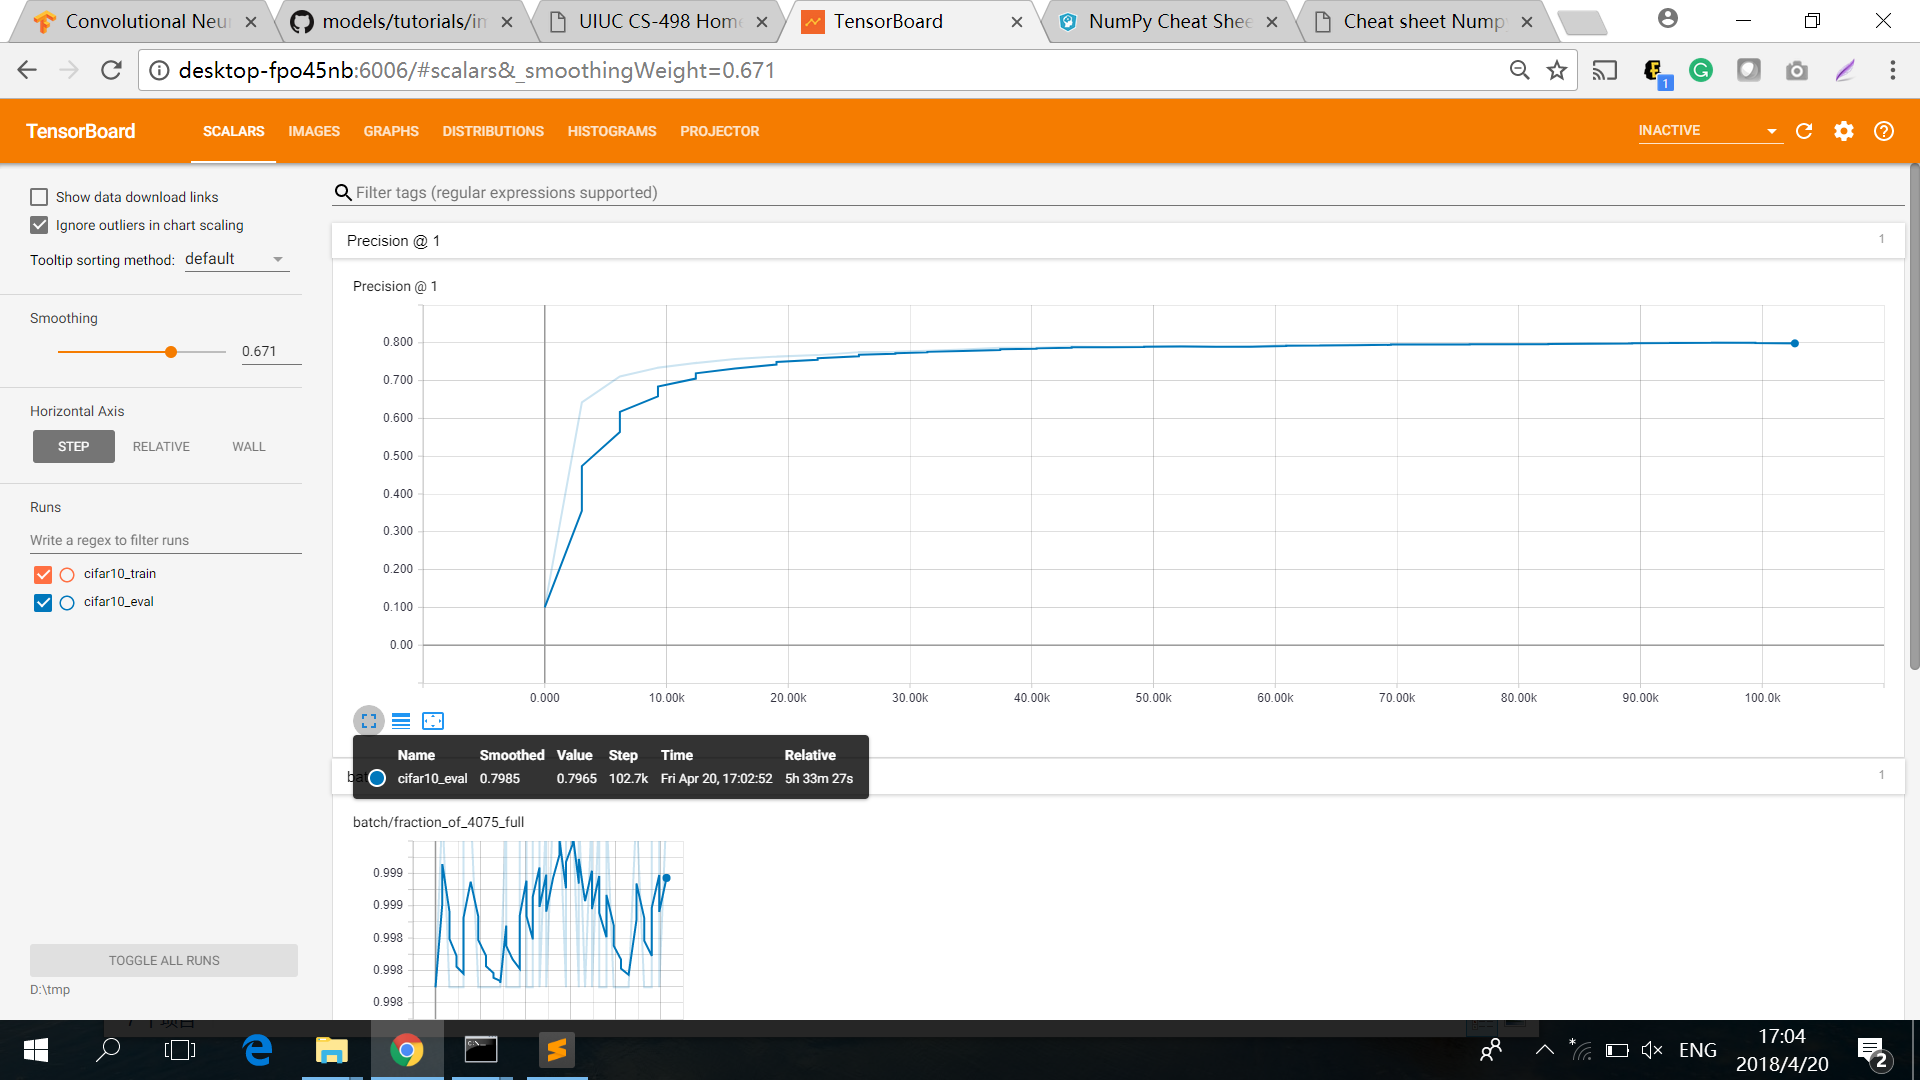 Convolutional Neu
models/tutorials/im
UIUC CS-498 Hom
TensorBoard
NumPy Cheat Shee
Cheat sheet Nump
desktop-fpo45nb:6006/#scalars&_smoothingWeight=0.671
1
TensorBoard
SCALARS
IMAGES
GRAPHS
DISTRIBUTIONS
HISTOGRAMS
PROJECTOR
INACTIVE
Show data download links
Ignore outliers in chart scaling
Tooltip sorting method: default
Smoothing
0.671
Horizontal Axis
STEP
RELATIVE
WALL
Runs
Write a regex to filter runs
cifar10_train
cifar10_eval
TOGGLE ALL RUNS
D:\tmp
Filter tags (regular expressions supported)
Precision @ 1
1
Precision @ 1
0.800
0.700
0.600
0.500
0.400
0.300
0.200
0.100
0.00
0.000 10.00k 20.00k 30.00k 40.00k 50.00k 60.00k 70.00k 80.00k 90.00k 100.0k
Name Smoothed Value Step Time Relative
cifar10_eval 0.7985 0.7965 102.7k Fri Apr 20, 17:02:52 5h 33m 27s
1
batch/fraction_of_4075_full
0.999
0.999
0.998
0.998
0.998
ENG
17:04
2018/4/20
2